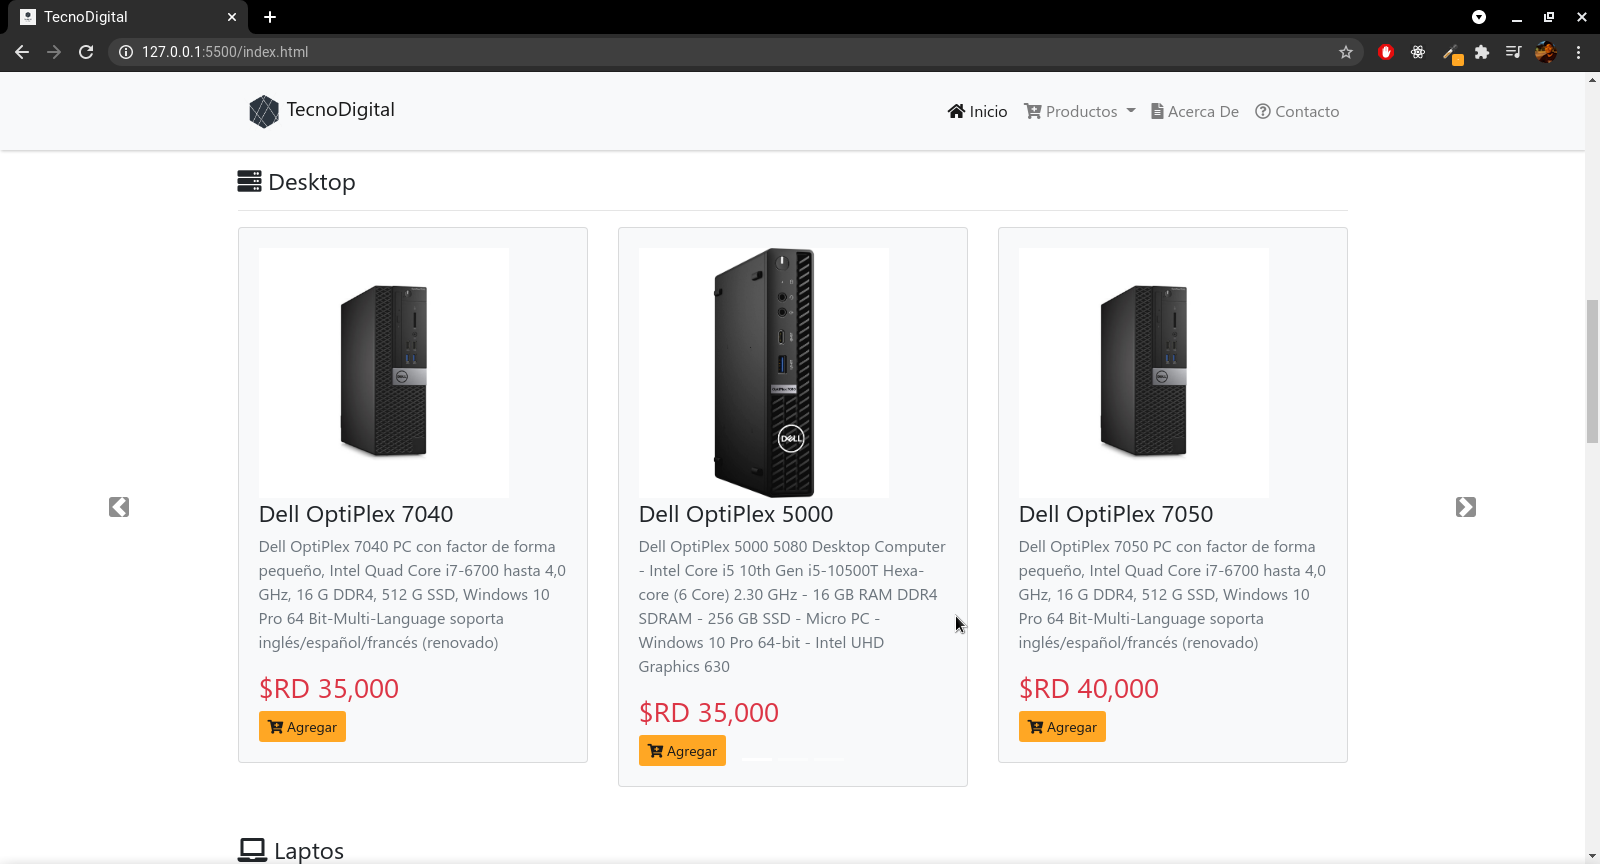 TecnoDigital
127.0.0.1:5500/index.html
TecnoDigital
Inicio
Productos
Acerca De
Contacto
Desktop
DELL
Dell OptiPlex 7040
Dell OptiPlex 7040 PC con factor de forma
pequeño, Intel Quad Core i7-6700 hasta 4,0
GHz, 16 G DDR4, 512 G SSD, Windows 10
Pro 64 Bit-Multi-Language soporta
inglés/español/francés (renovado)
$RD 35,000
Agregar
DELL
Dell OptiPlex 5000
Dell OptiPlex 5000 5080 Desktop Computer
- Intel Core i5 10th Gen i5-10500T Hexa-
core (6 Core) 2.30 GHz - 16 GB RAM DDR4
SDRAM - 256 GB SSD - Micro PC -
Windows 10 Pro 64-bit - Intel UHD
Graphics 630
$RD 35,000
Agregar
DELL
Dell OptiPlex 7050
Dell OptiPlex 7050 PC con factor de forma
pequeño, Intel Quad Core i7-6700 hasta 4,0
GHz, 16 G DDR4, 512 G SSD, Windows 10
Pro 64 Bit-Multi-Language soporta
inglés/español/francés (renovado)
$RD 40,000
Agregar
Laptos